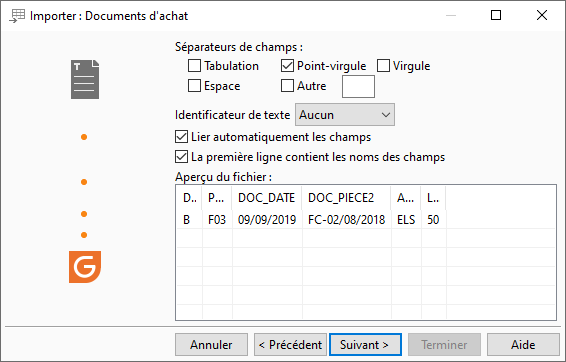 Importer : Documents d'achat
Séparateurs de champs :
Tabulation Point-virgule Virgule
Espace Autre
Identificateur de texte Aucun
Lier automatiquement les champs
La première ligne contient les noms des champs
Aperçu du fichier :
D.. P... DOC_DATE DOC_PIECE2 A... L...
B F03 09/09/2019 FC-02/08/2018 ELS 50
Annuler < Précédent Suivant > Terminer Aide